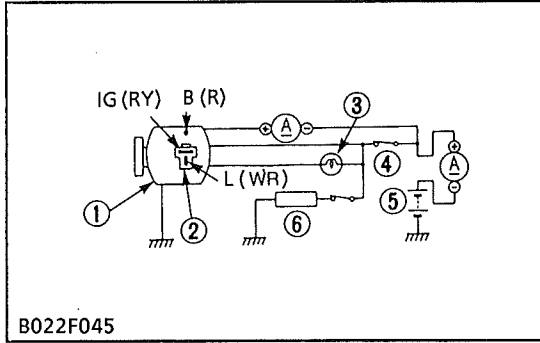 IG (RY) B (R)
③
⊕ A ⊖
④
⊕
A
⊖
L (WR)
⑤
① ② ⑥
B022F045